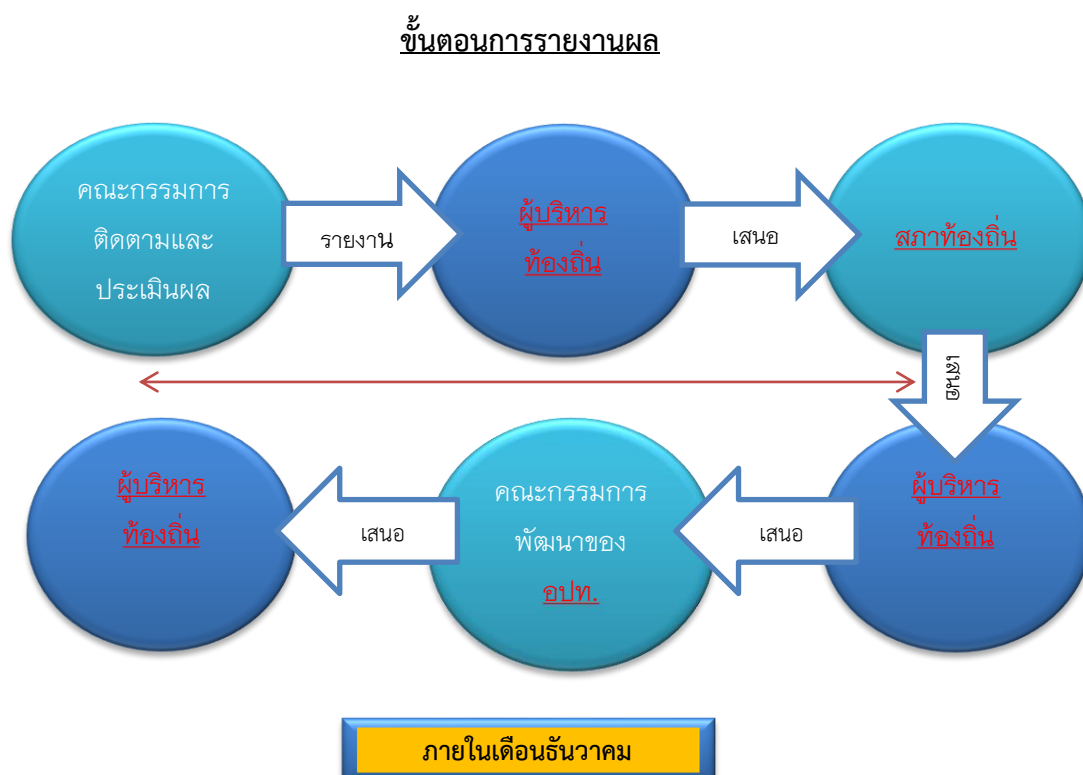 ขั้นตอนการรายงานผล
คณะกรรมการ
ติดตามและ
ประเมินผล
รายงาน
ผู้บริหาร
ท้องถิ่น
เสนอ
สภาท้องถิ่น
เสนอ
ผู้บริหาร
ท้องถิ่น
เสนอ
คณะกรรมการ
พัฒนาของ
อปท.
เสนอ
ผู้บริหาร
ท้องถิ่น
ภายในเดือนธันวาคม